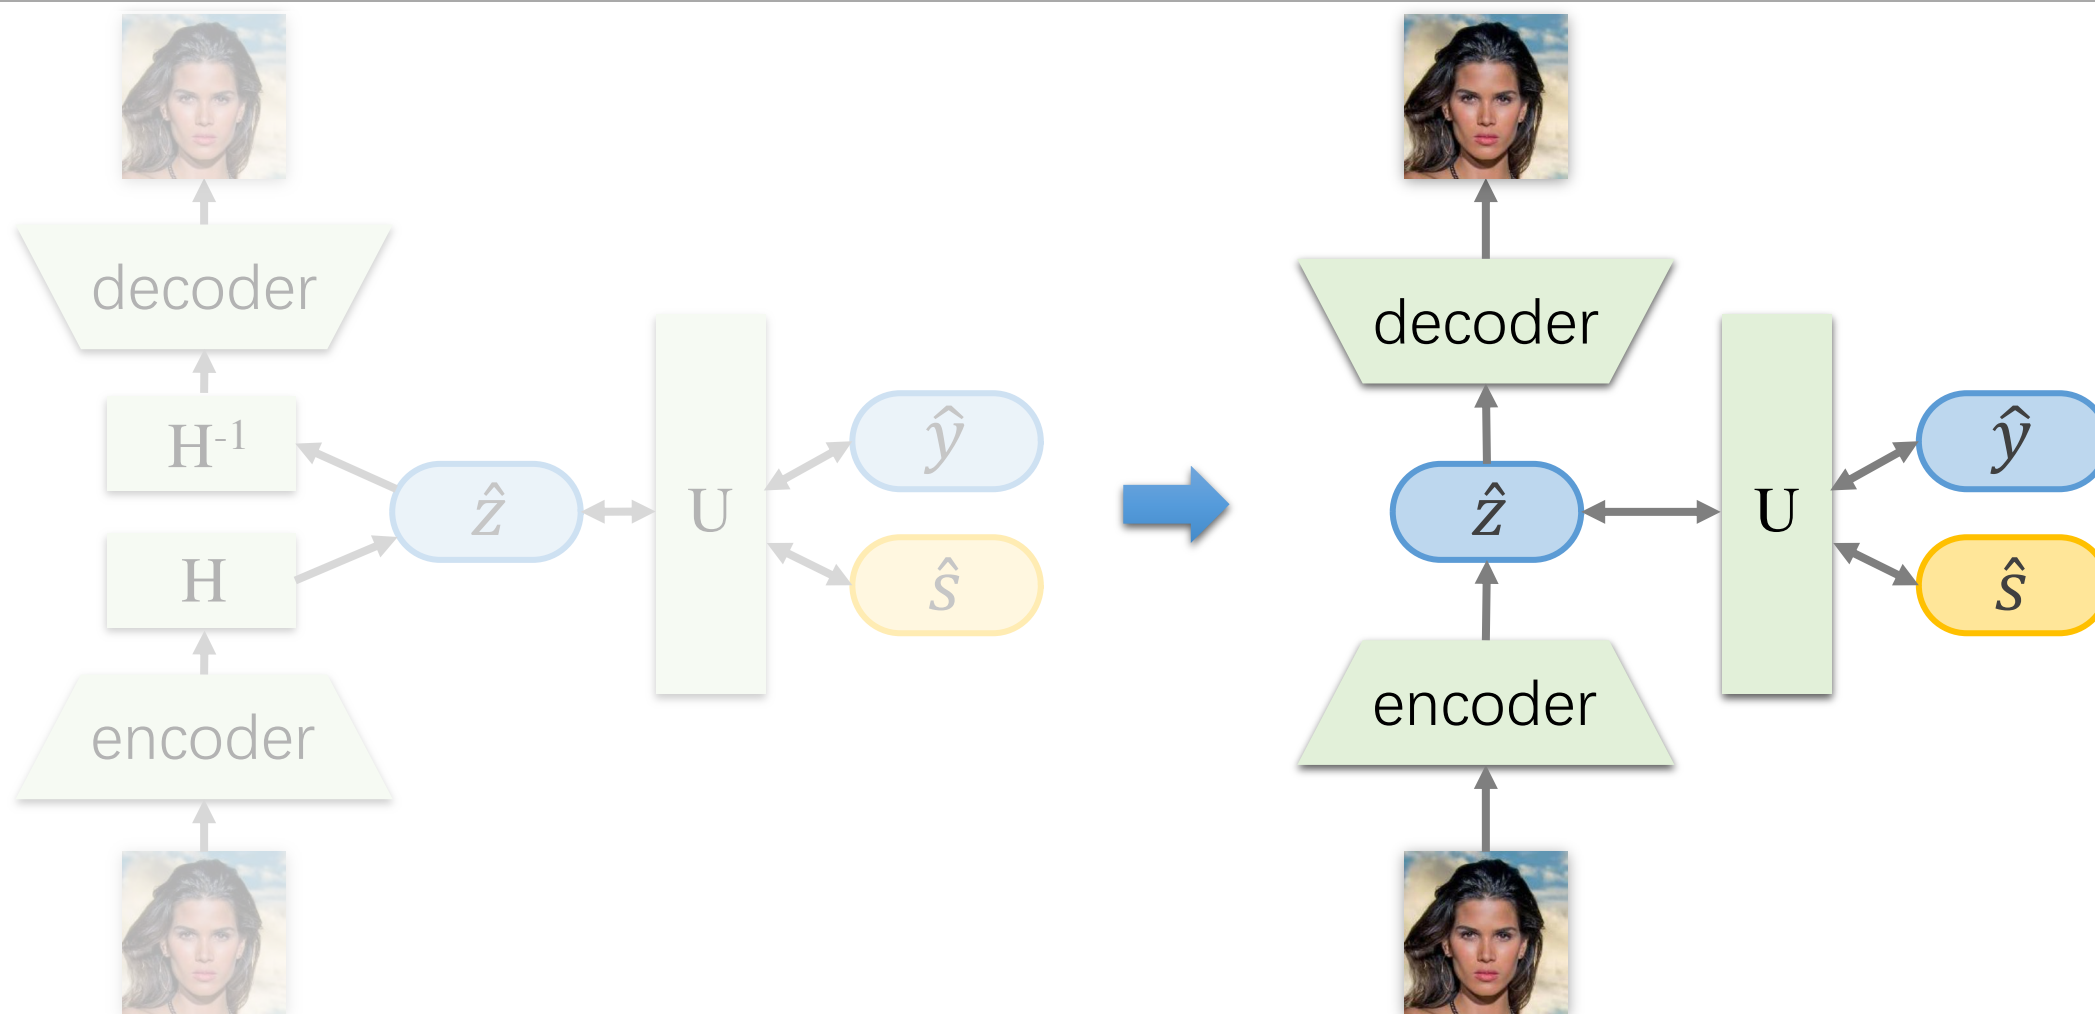 decoder
H⁻¹
H
encoder
ẑ
U
ŷ
ŝ
decoder
ẑ
encoder
U
ŷ
ŝ